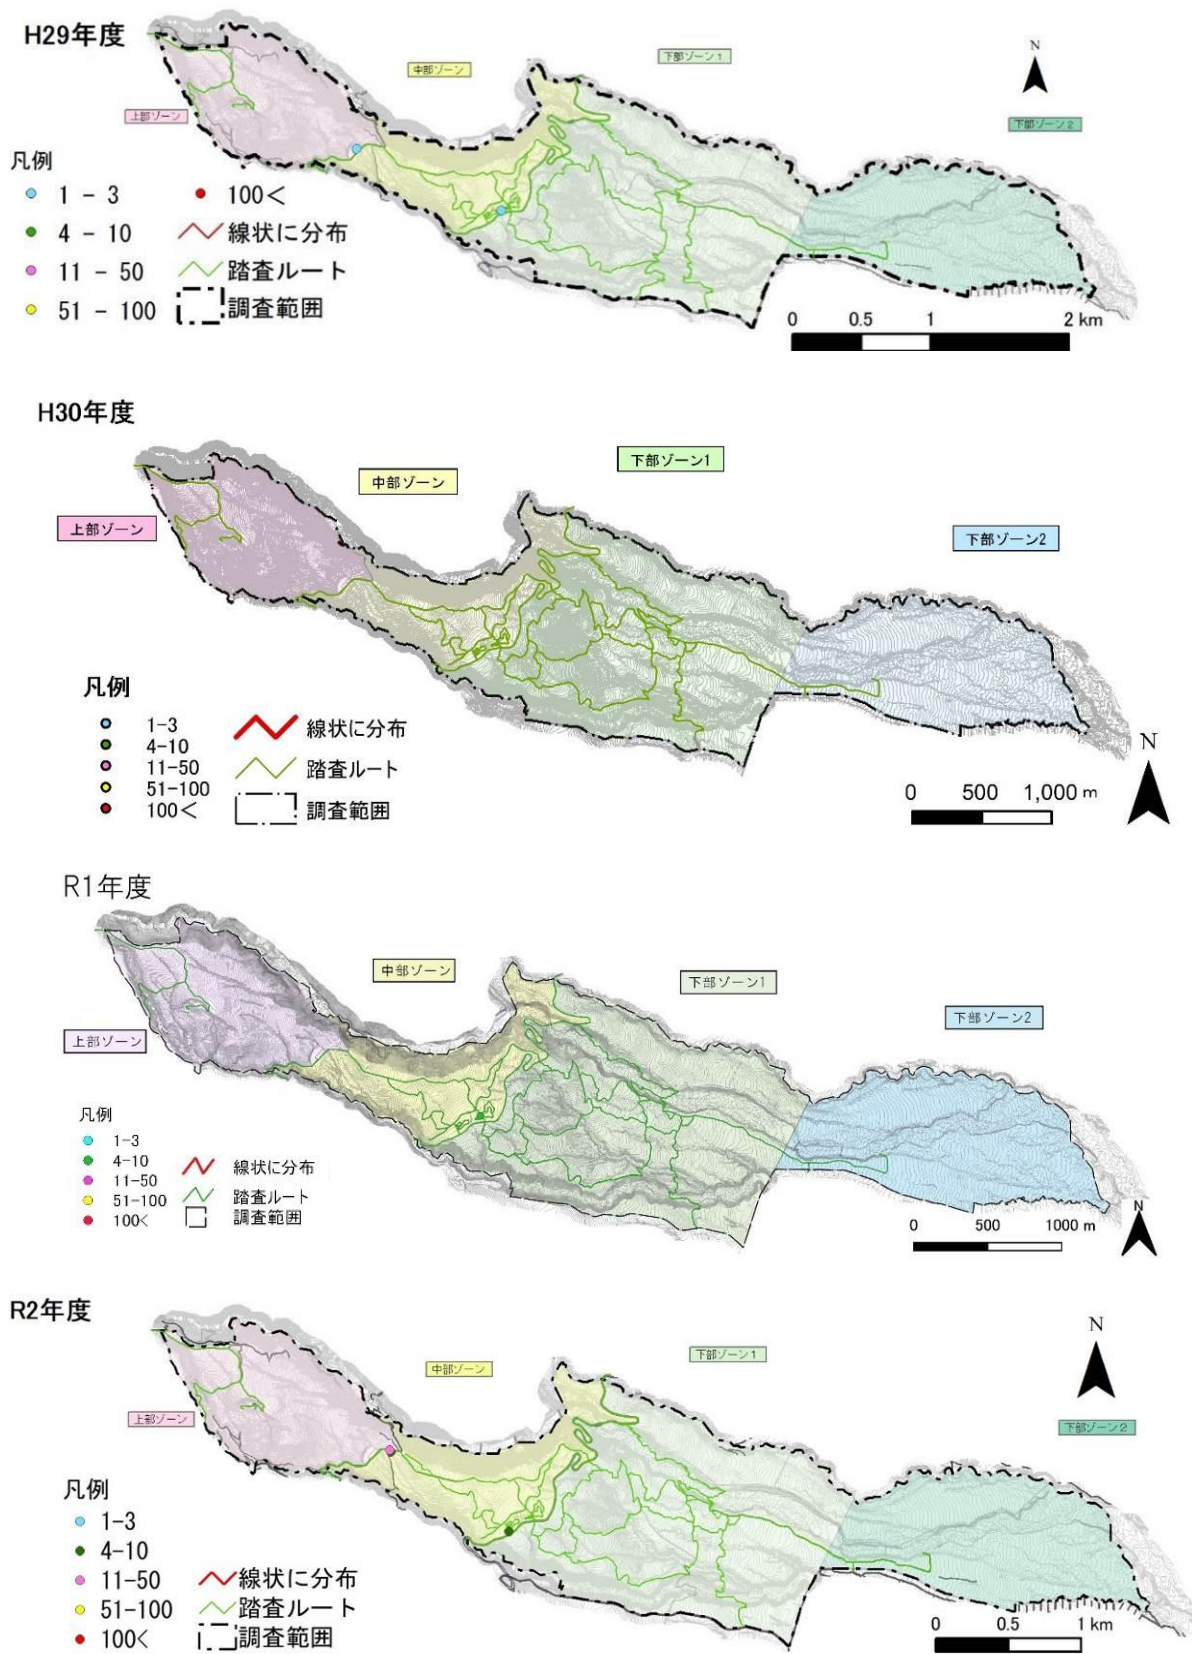 H29年度
下部ゾーン1
中部ゾーン
N
上部ゾーン
下部ゾーン2
凡例
1 - 3
100<
4 - 10
線状に分布
11 - 50
踏査ルート
51 - 100
調査範囲
0 0.5 1 2 km
H30年度
下部ゾーン1
中部ゾーン
上部ゾーン
下部ゾーン2
凡例
1-3
線状に分布
4-10
11-50
踏査ルート
51-100
100<
調査範囲
N
0 500 1,000 m
R1年度
中部ゾーン
下部ゾーン1
下部ゾーン2
上部ゾーン
凡例
1-3
4-10
線状に分布
11-50
踏査ルート
51-100
調査範囲
100<
N
0 500 1000 m
R2年度
N
下部ゾーン1
中部ゾーン
上部ゾーン
下部ゾーン2
凡例
1-3
4-10
11-50
線状に分布
51-100
踏査ルート
100<
調査範囲
0 0.5 1 km